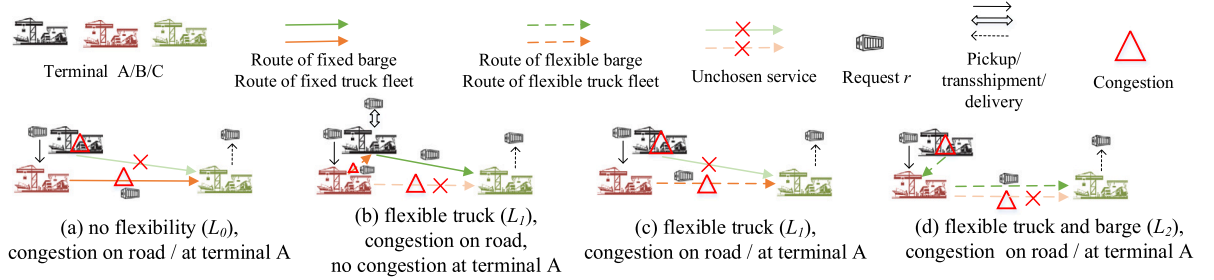 Terminal A/B/C
Route of fixed barge
Route of fixed truck fleet
Route of flexible barge
Route of flexible truck fleet
Unchosen service
Request r
Pickup/
transshipment/
delivery
Congestion
(a) no flexibility (L0),
congestion on road / at terminal A
(b) flexible truck (L1),
congestion on road,
no congestion at terminal A
(c) flexible truck (L1),
congestion on road / at terminal A
(d) flexible truck and barge (L2),
congestion on road / at terminal A